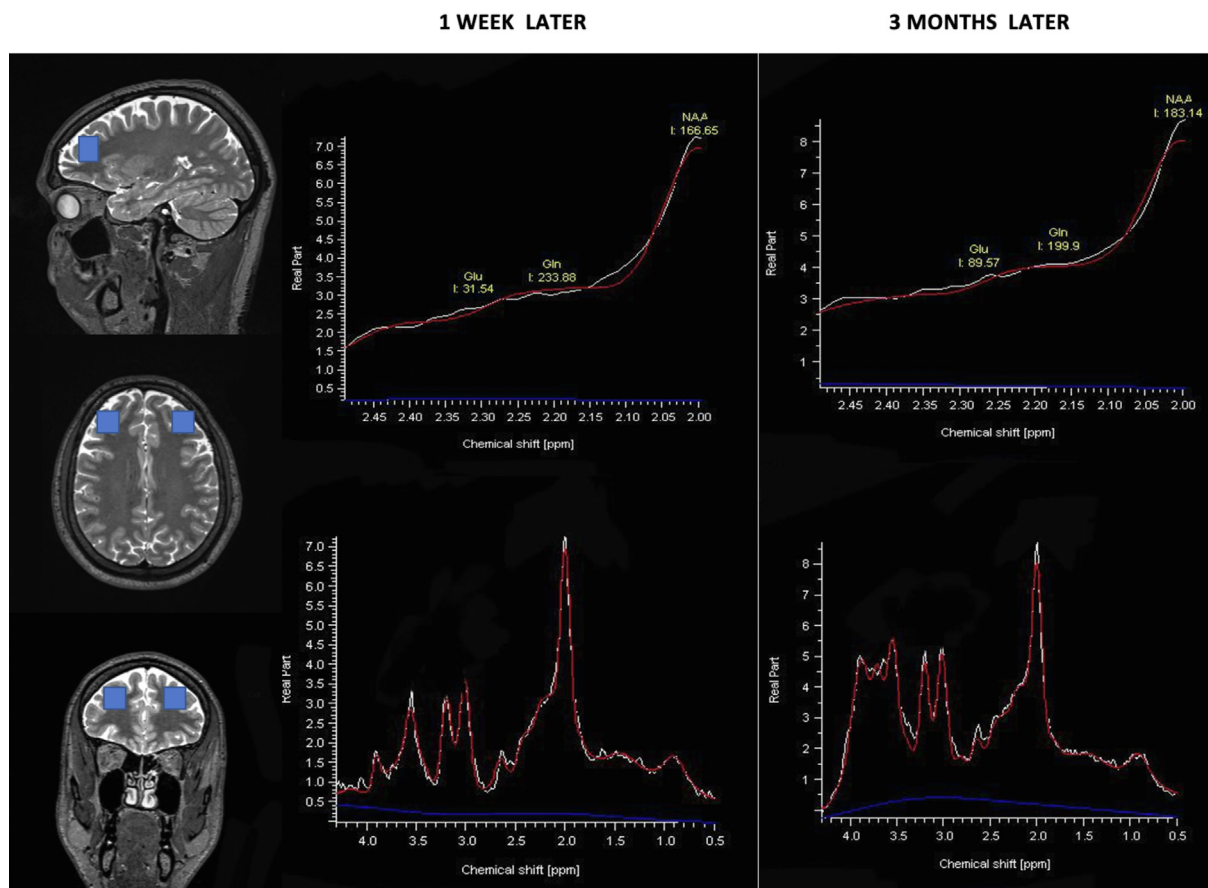 1 WEEK LATER
3 MONTHS LATER
NAA
I: 166.65
Gln
I: 233.88
Glu
I: 31.54
7.0
6.5
6.0
5.5
5.0
4.5
4.0
3.5
3.0
2.5
2.0
1.5
1.0
0.5
Real Part
2.45 2.40 2.35 2.30 2.25 2.20 2.15 2.10 2.05 2.00
Chemical shift [ppm]
NAA
I: 183.14
Gln
I: 199.9
Glu
I: 89.57
8
7
6
5
4
3
2
1
Real Part
2.45 2.40 2.35 2.30 2.25 2.20 2.15 2.10 2.05 2.00
Chemical shift [ppm]
7.0
6.5
6.0
5.5
5.0
4.5
4.0
3.5
3.0
2.5
2.0
1.5
1.0
0.5
Real Part
4.0 3.5 3.0 2.5 2.0 1.5 1.0 0.5
Chemical shift [ppm]
8
7
6
5
4
3
2
1
Real Part
4.0 3.5 3.0 2.5 2.0 1.5 1.0 0.5
Chemical shift [ppm]